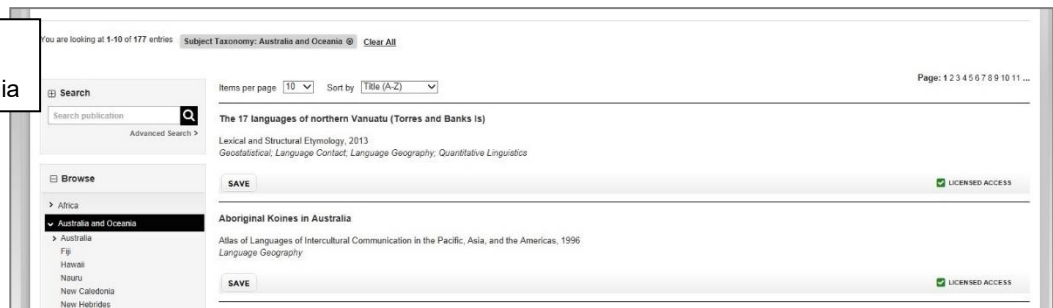 ia
You are looking at 1-10 of 177 entries Subject Taxonomy: Australia and Oceania Clear All
Page: 1 2 3 4 5 6 7 8 9 10 11 ...
Search
Search publication
Advanced Search >
Browse
> Africa
Australia and Oceania
> Australia
Fiji
Hawaii
Nauru
New Caledonia
New Hebrides
Items per page 10 Sort by Title (A-Z)
The 17 languages of northern Vanuatu (Torres and Banks Is)
Lexical and Structural Etymology, 2013
Geostatistical; Language Contact; Language Geography; Quantitative Linguistics
SAVE LICENSED ACCESS
Aboriginal Koines in Australia
Atlas of Languages of Intercultural Communication in the Pacific, Asia, and the Americas, 1996
Language Geography
SAVE LICENSED ACCESS